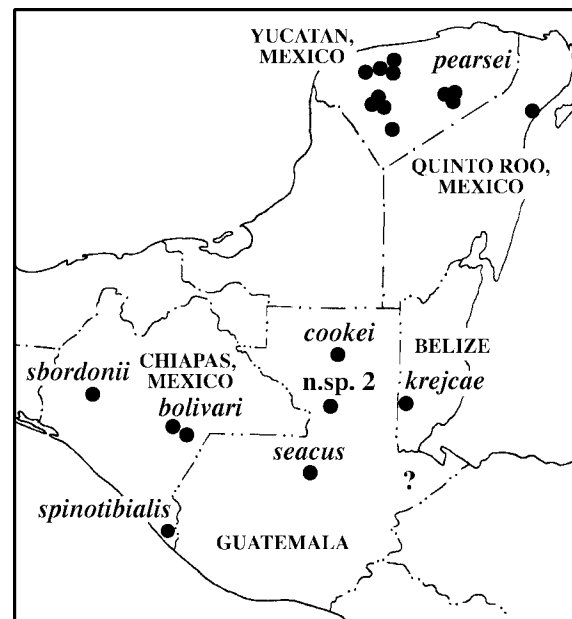 YUCATAN,
MEXICO
pearsei
QUINTO ROO,
MEXICO
cookei
BELIZE
CHIAPAS,
MEXICO
sbordonii
n.sp. 2
krejcae
bolivari
seacus
?
spinotibialis
GUATEMALA